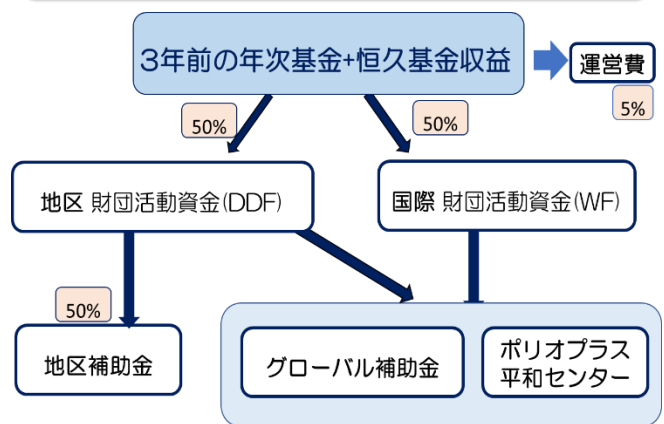 3年前の年次基金+恒久基金収益
運営費
5%
50%
50%
地区 財団活動資金(DDF)
国際 財団活動資金(WF)
50%
地区補助金
グローバル補助金
ポリオプラス
平和センター